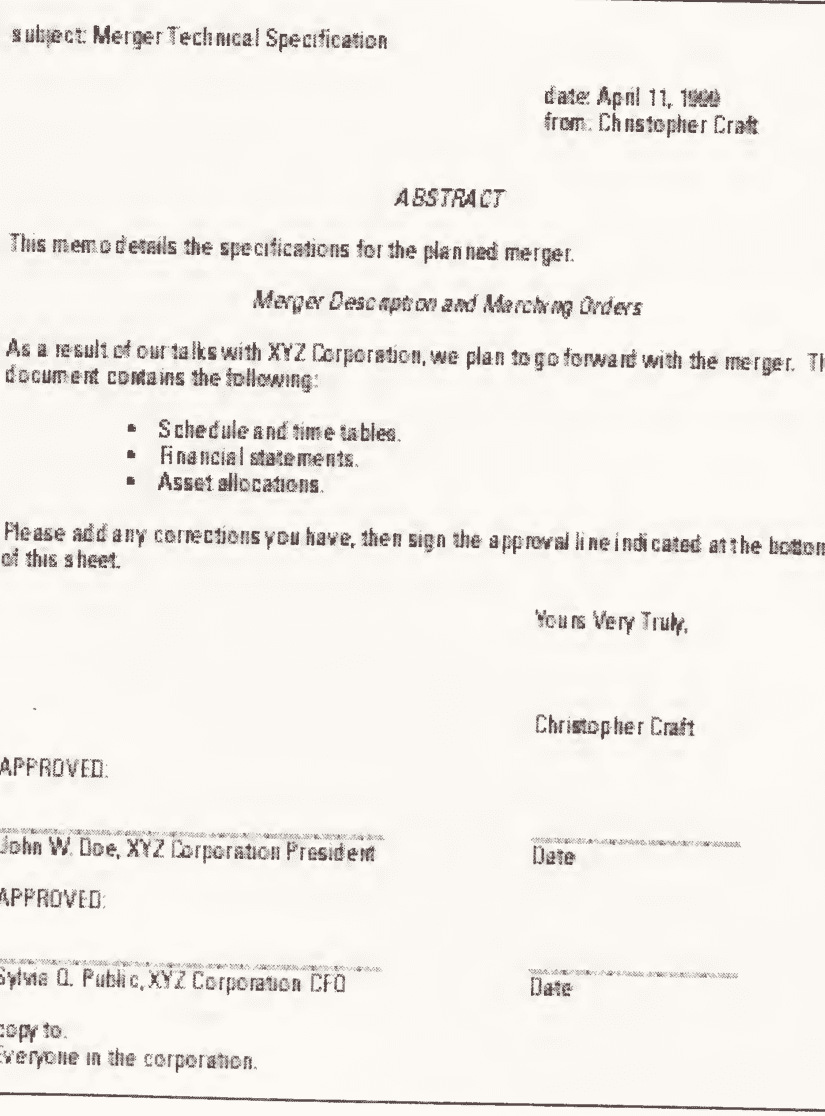 subject: Merger Technical Specification
date: April 11, 1999
from: Christopher Craft
ABSTRACT
This memo details the specifications for the planned merger.
Merger Description and Marching Orders
As a result of our talks with XYZ Corporation, we plan to go forward with the merger. Th
document contains the following:
• Schedule and time tables.
• Financial statements.
• Asset allocations.
Please add any corrections you have, then sign the approval line indicated at the bottom
of this sheet.
Yours Very Truly,
Christopher Craft
APPROVED:
John W. Doe, XYZ Corporation President
Date
APPROVED:
Sylvia Q. Public, XYZ Corporation CFO
Date
copy to.
Everyone in the corporation.